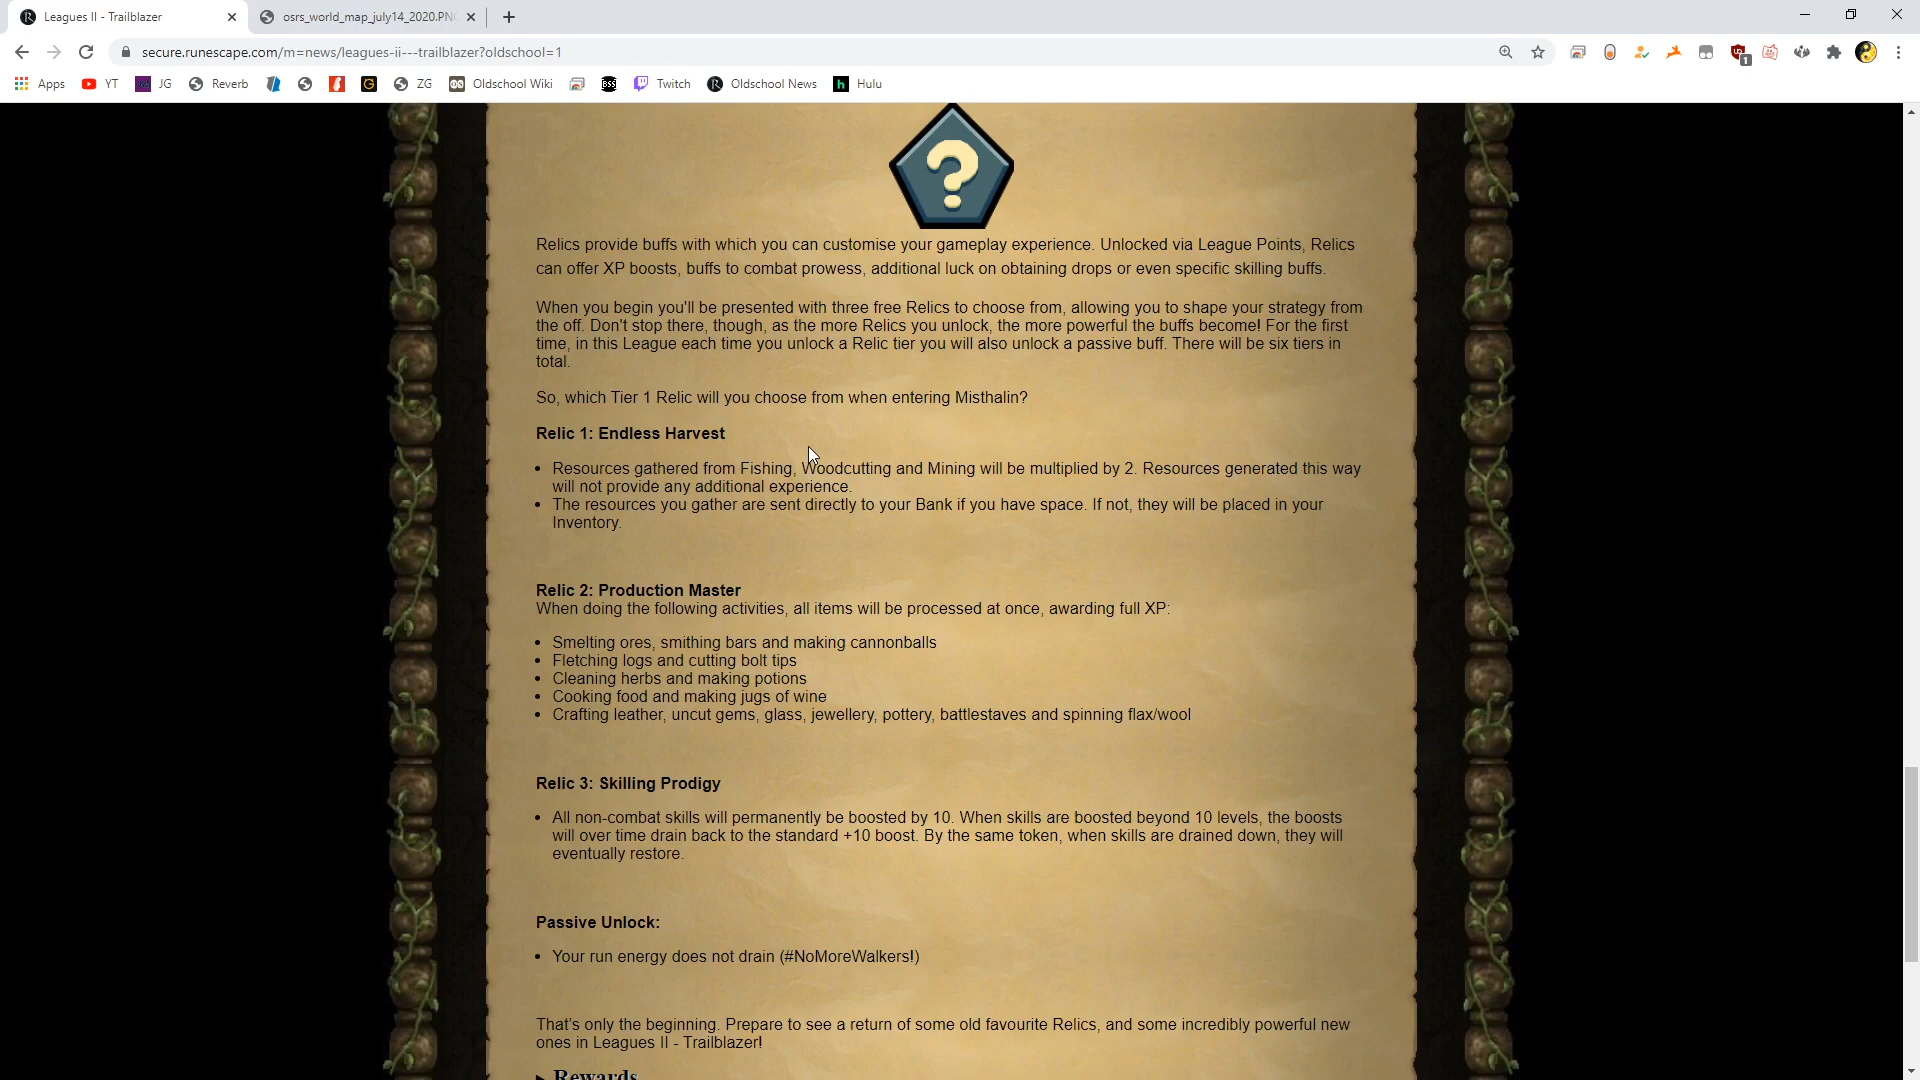 Leagues II - Trailblazer
osrs_world_map_july14_2020.PN
secure.runescape.com/m=news/leagues-ii---trailblazer?oldschool=1
1
Apps YT JG Reverb G ZG OS Oldschool Wiki BSS Twitch Oldschool News h Hulu
?
Relics provide buffs with which you can customise your gameplay experience. Unlocked via League Points, Relics
can offer XP boosts, buffs to combat prowess, additional luck on obtaining drops or even specific skilling buffs.
When you begin you'll be presented with three free Relics to choose from, allowing you to shape your strategy from
the off. Don't stop there, though, as the more Relics you unlock, the more powerful the buffs become! For the first
time, in this League each time you unlock a Relic tier you will also unlock a passive buff. There will be six tiers in
total.
So, which Tier 1 Relic will you choose from when entering Misthalin?
Relic 1: Endless Harvest
• Resources gathered from Fishing, Woodcutting and Mining will be multiplied by 2. Resources generated this way
will not provide any additional experience.
• The resources you gather are sent directly to your Bank if you have space. If not, they will be placed in your
Inventory.
Relic 2: Production Master
When doing the following activities, all items will be processed at once, awarding full XP:
• Smelting ores, smithing bars and making cannonballs
• Fletching logs and cutting bolt tips
• Cleaning herbs and making potions
• Cooking food and making jugs of wine
• Crafting leather, uncut gems, glass, jewellery, pottery, battlestaves and spinning flax/wool
Relic 3: Skilling Prodigy
• All non-combat skills will permanently be boosted by 10. When skills are boosted beyond 10 levels, the boosts
will over time drain back to the standard +10 boost. By the same token, when skills are drained down, they will
eventually restore.
Passive Unlock:
• Your run energy does not drain (#NoMoreWalkers!)
That's only the beginning. Prepare to see a return of some old favourite Relics, and some incredibly powerful new
ones in Leagues II - Trailblazer!
Rewards